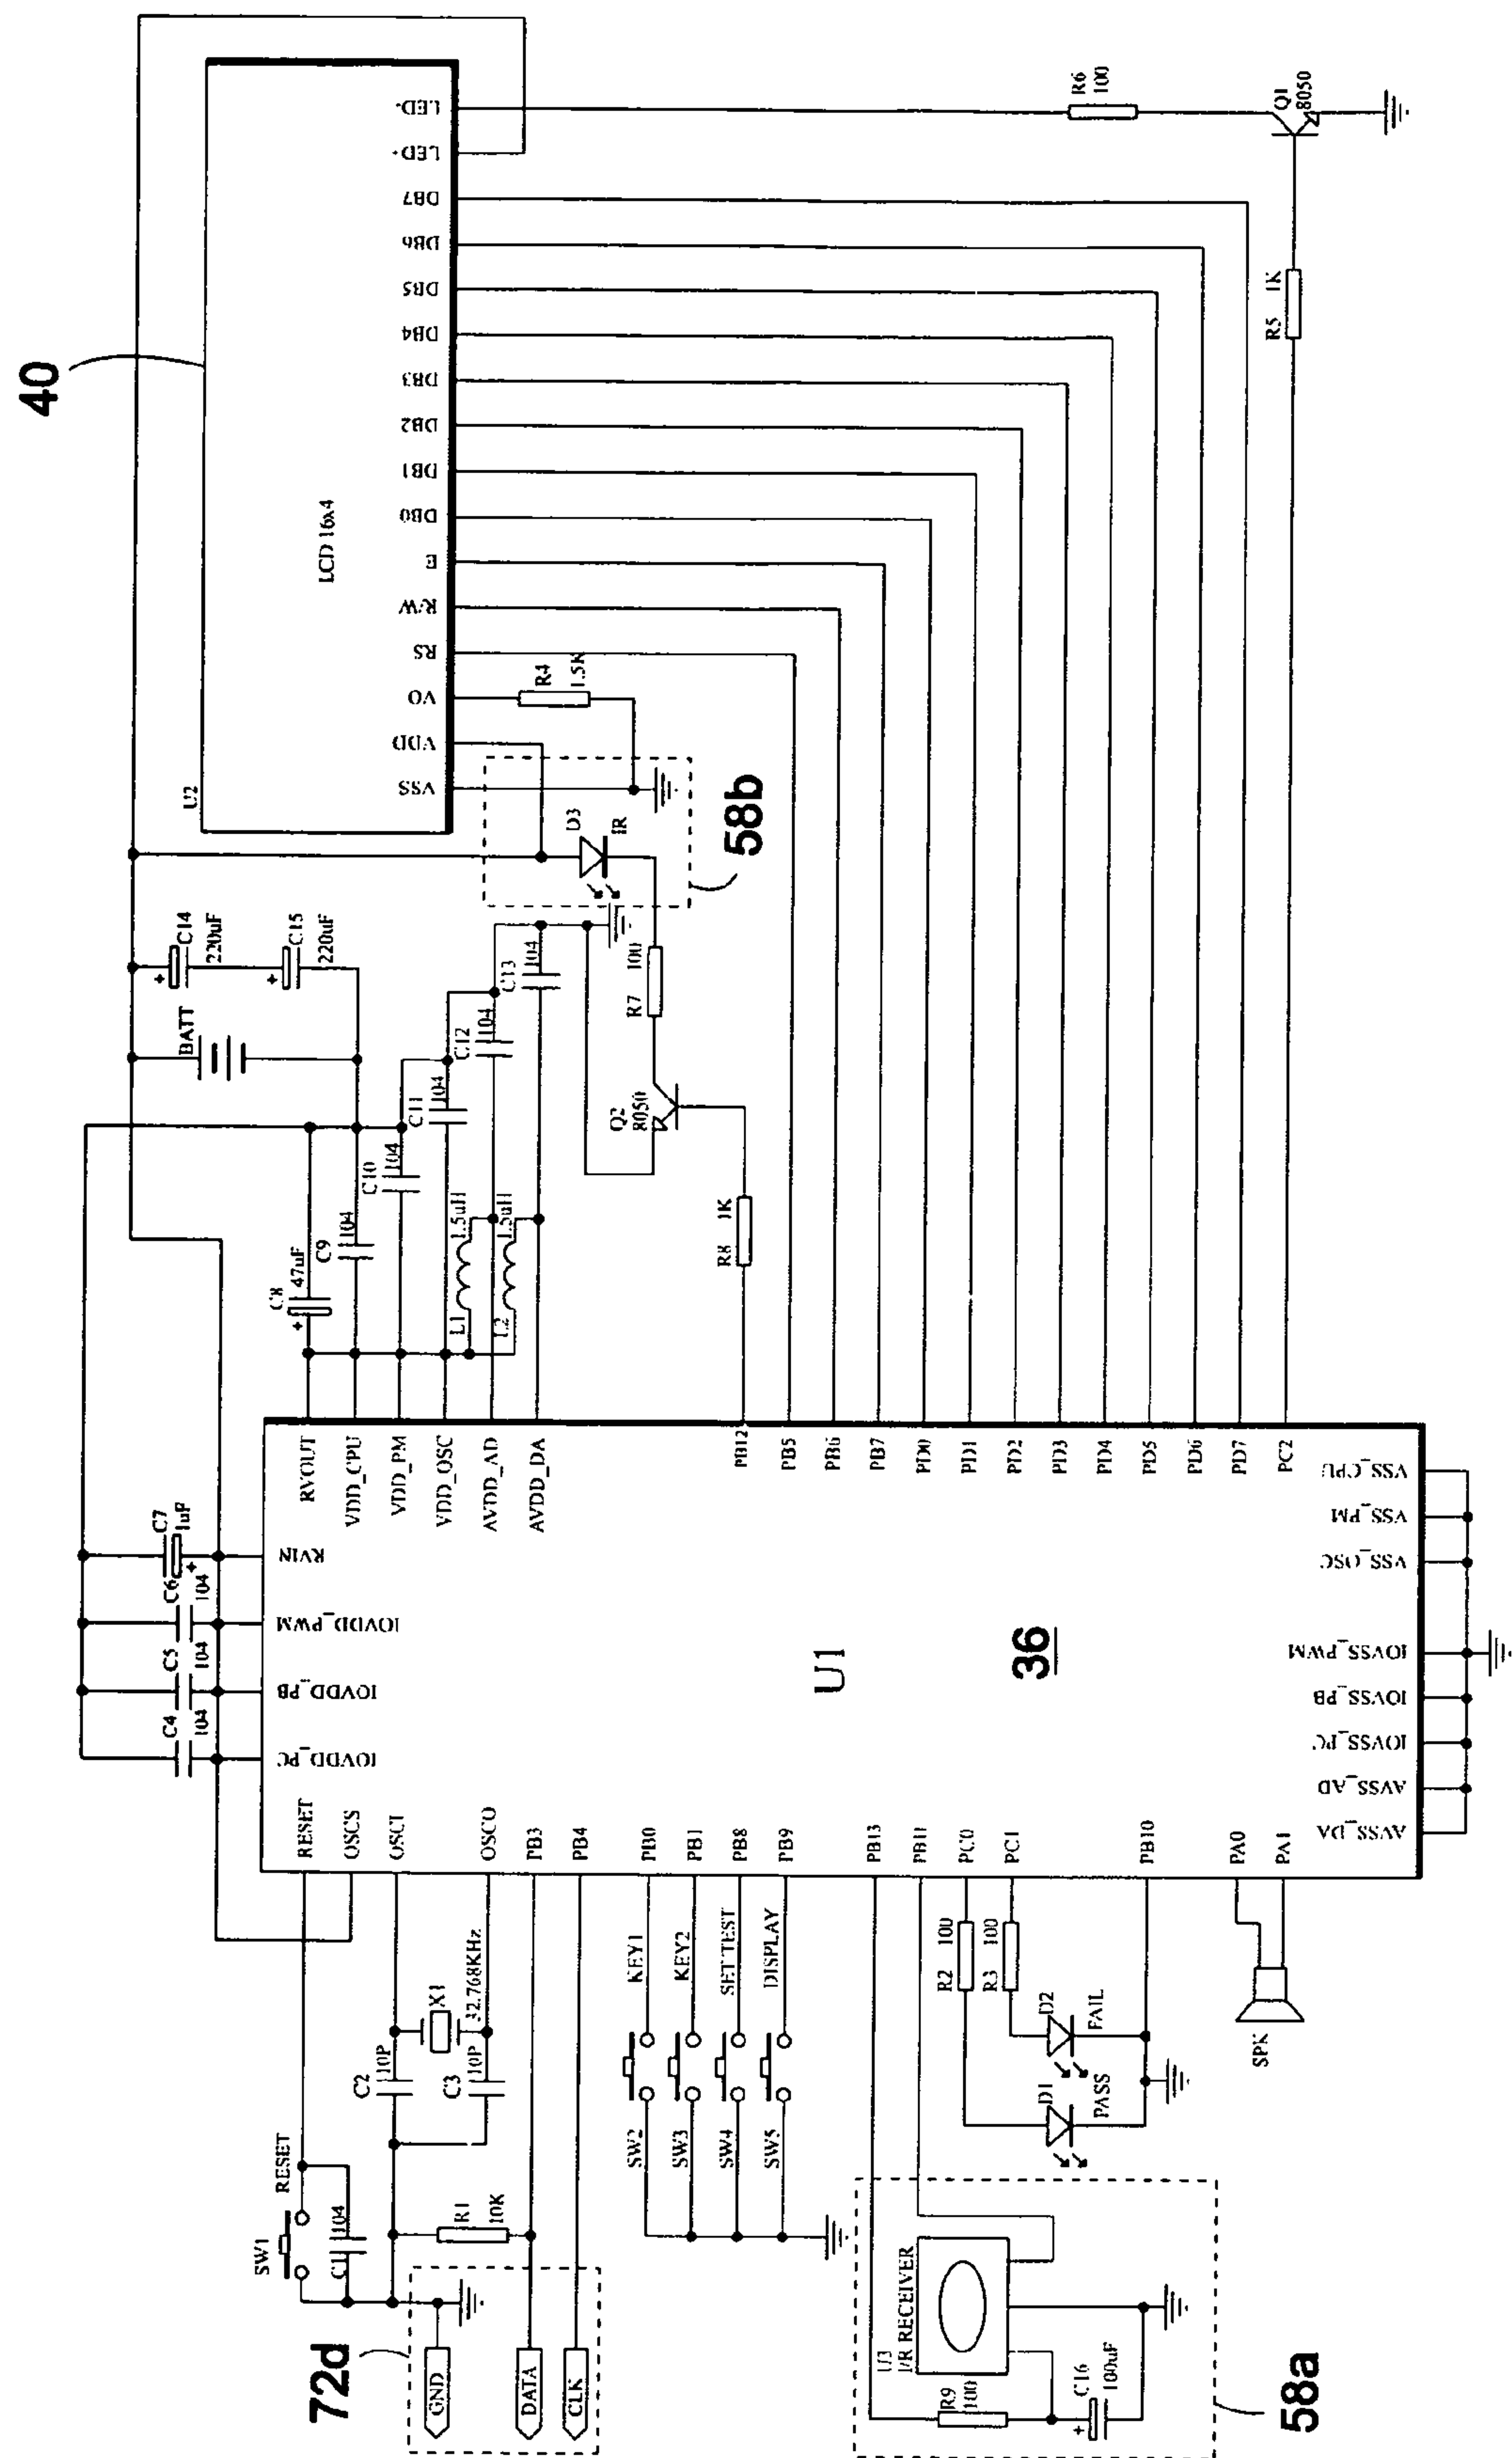 40
U2
LCD 16x4
VSS
VDD
VO
RS
R/W
E
DB0
DB1
DB2
DB3
DB4
DB5
DB6
DB7
LED+
LED-
R4
1.5K
R6
100
Q1
8050
R5
1K
D3
IR
58b
C14
220uF
C15
220uF
BATT
C8
47uF
C9
104
C10
104
C11
104
C12
104
C13
104
L1
1.5uH
L2
1.5uH
R7
100
Q2
8050
R8
1K
C4
104
C5
104
C6
104
C7
1uF
U1
36
RESET
OSCS
OSCI
OSCO
PB3
PB4
PB0
PB1
PB8
PB9
PB13
PB11
PC0
PC1
PB10
PA0
PA1
IOVDD_PC
IOVDD_PB
IOVDD_PWM
RVIN
RVOUT
VDD_CPU
VDD_PM
VDD_OSC
AVDD_AD
AVDD_DA
PB12
PB5
PB6
PB7
PD0
PD1
PD2
PD3
PD4
PD5
PD6
PD7
PC2
AVSS_DA
AVSS_AD
IOVSS_PC
IOVSS_PB
IOVSS_PWM
VSS_OSC
VSS_PM
VSS_CPU
SW1
RESET
C1
104
C2
10P
C3
10P
X1
32.768KHz
R1
10K
72d
GND
DATA
CLK
SW2
KEY1
SW3
KEY2
SW4
SET/TEST
SW5
DISPLAY
R2
100
R3
100
D1
PASS
D2
FAIL
SPK
U3
I/R RECEIVER
R9
100
C16
100uF
58a